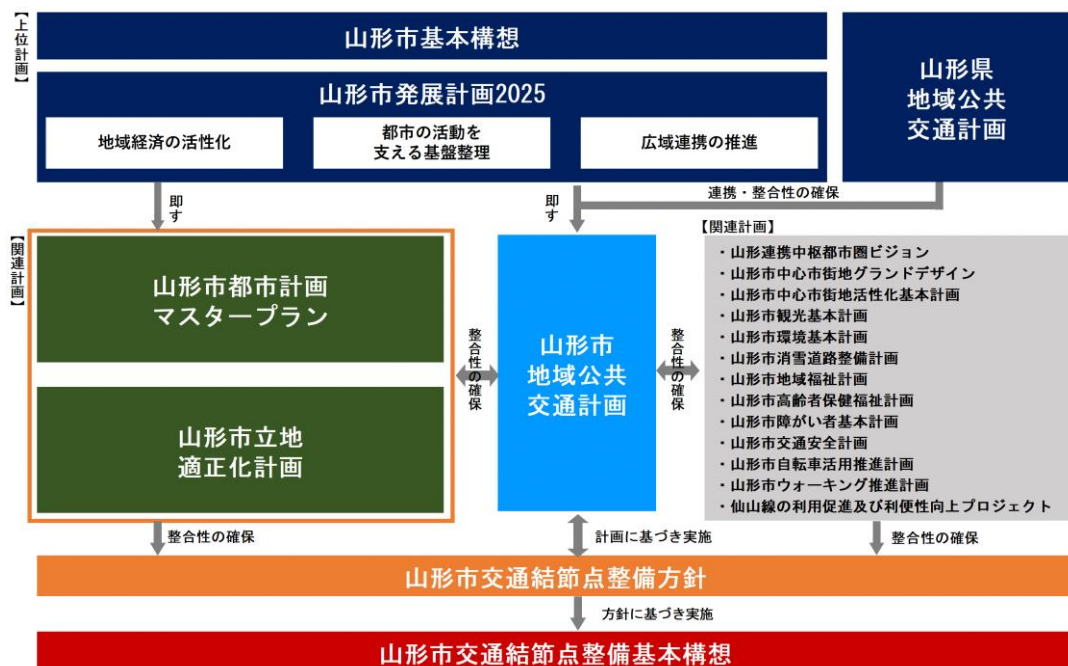 【上位計画】
山形市基本構想
山形市発展計画2025
地域経済の活性化
都市の活動を
支える基盤整理
広域連携の推進
山形県
地域公共
交通計画
即す
即す
連携・整合性の確保
【関連計画】
山形市都市計画
マスタープラン
山形市立地
適正化計画
整合性の確保
山形市
地域公共
交通計画
整合性の確保
【関連計画】
・山形連携中枢都市圏ビジョン
・山形市中心市街地グランドデザイン
・山形市中心市街地活性化基本計画
・山形市観光基本計画
・山形市環境基本計画
・山形市消雪道路整備計画
・山形市地域福祉計画
・山形市高齢者保健福祉計画
・山形市障がい者基本計画
・山形市交通安全計画
・山形市自転車活用推進計画
・山形市ウォーキング推進計画
・仙山線の利用促進及び利便性向上プロジェクト
整合性の確保
計画に基づき実施
整合性の確保
山形市交通結節点整備方針
方針に基づき実施
山形市交通結節点整備基本構想